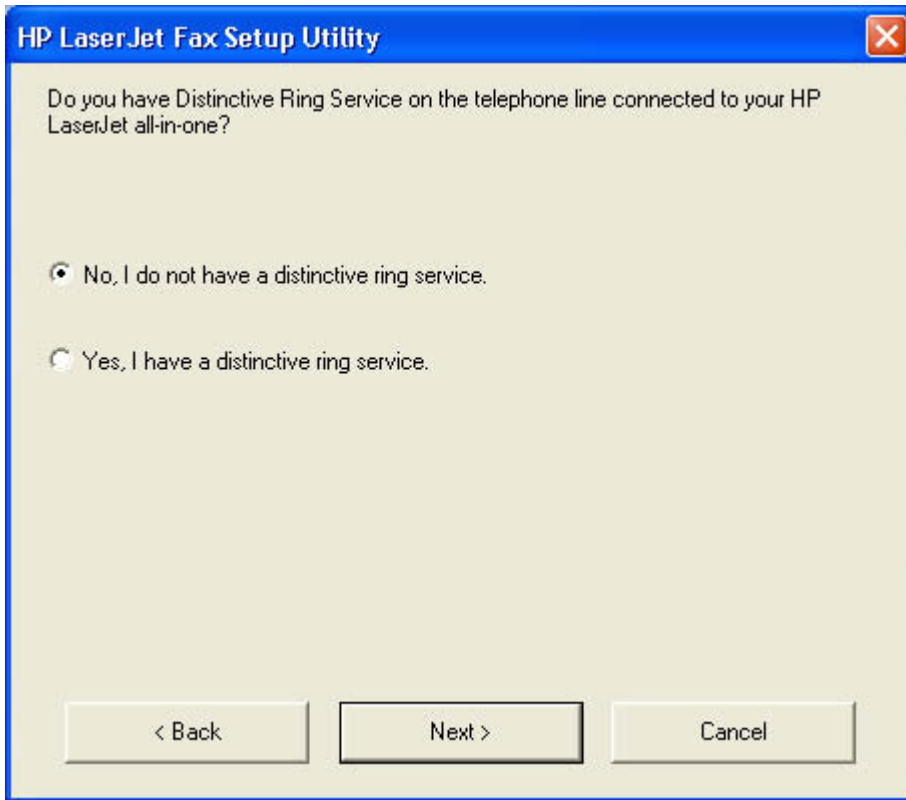 HP LaserJet Fax Setup Utility
Do you have Distinctive Ring Service on the telephone line connected to your HP
LaserJet all-in-one?
No, I do not have a distinctive ring service.
Yes, I have a distinctive ring service.
< Back
Next >
Cancel